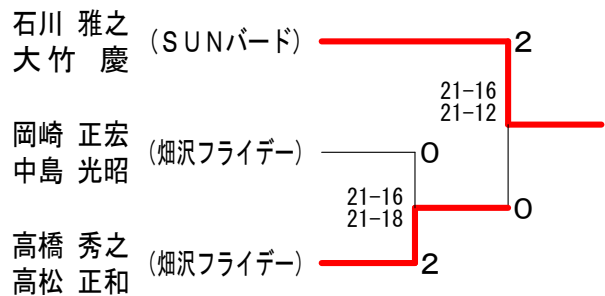 石川 雅之
大竹 慶
(SUNバード)
2
21-16
21-12
岡崎 正宏
中島 光昭
(畑沢フライデー)
0
21-16
21-18
0
高橋 秀之
高松 正和
(畑沢フライデー)
2